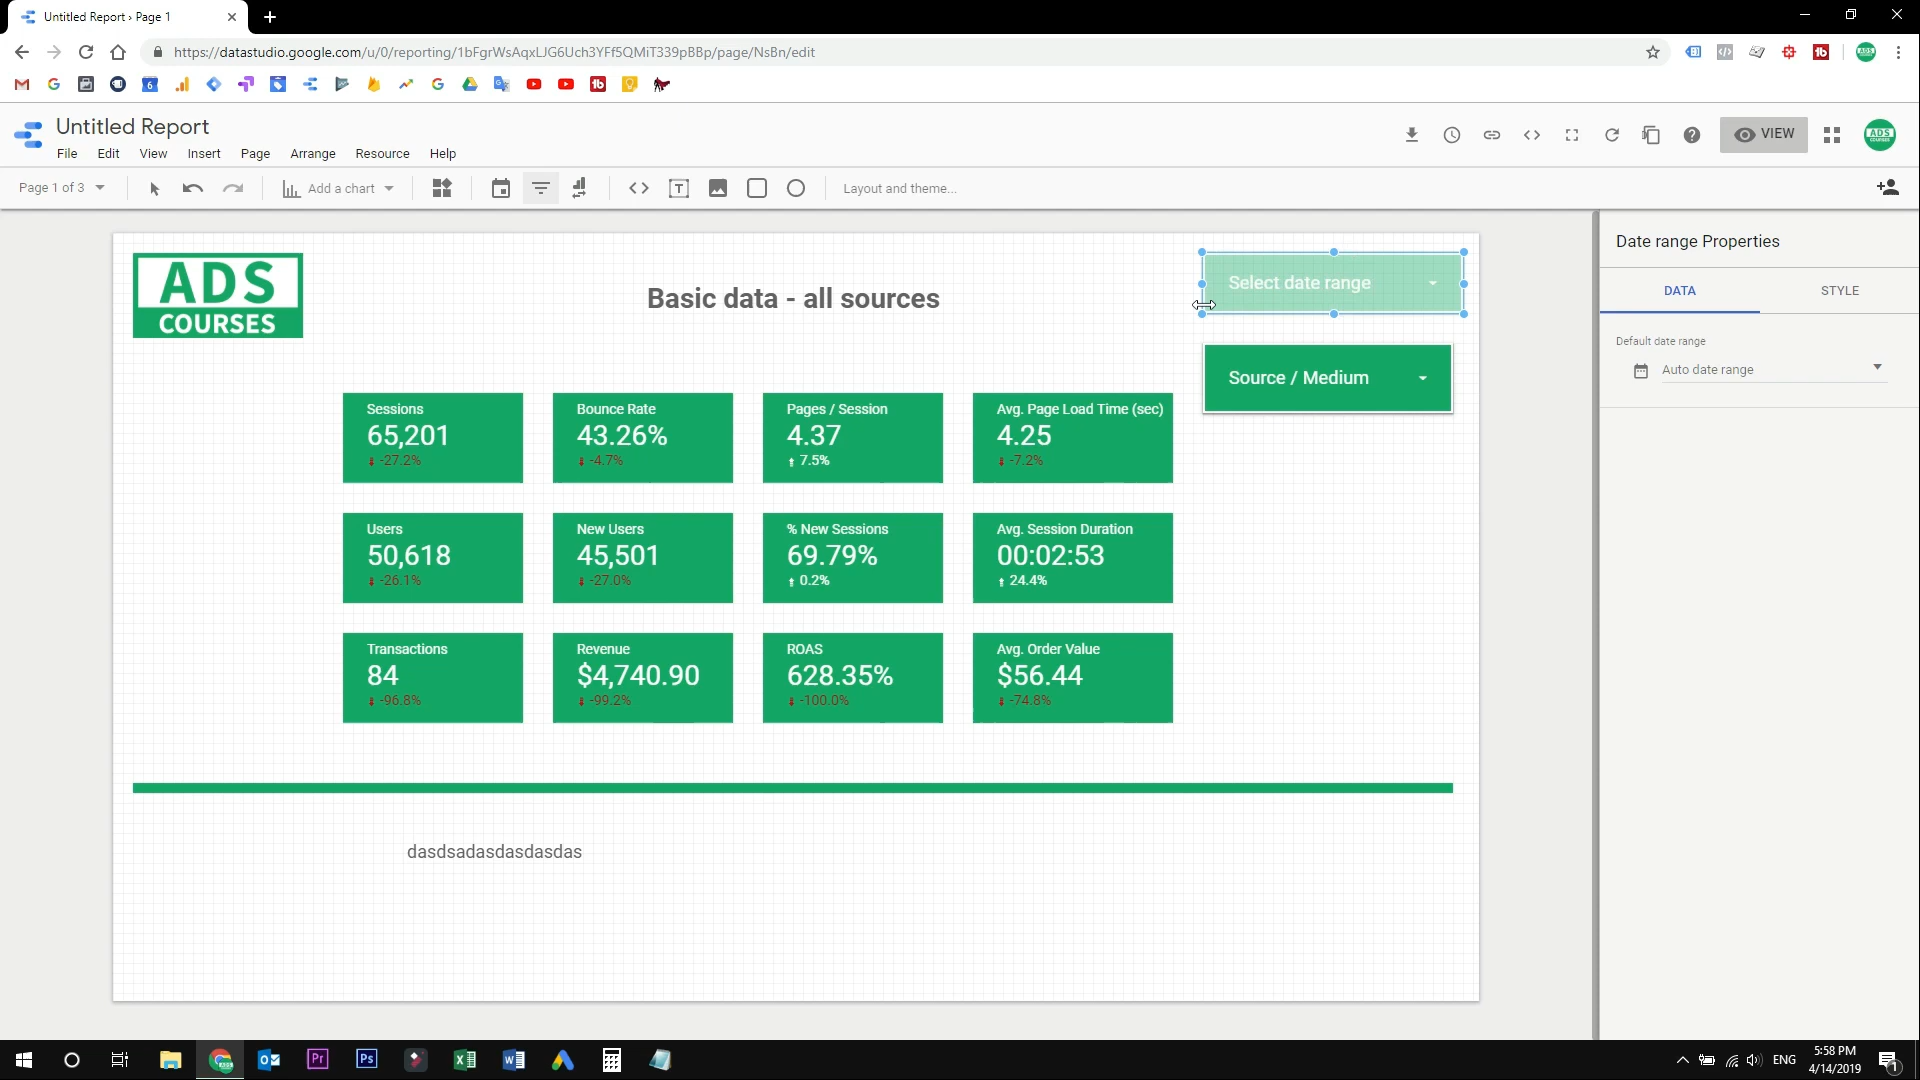 Untitled Report › Page 1
https://datastudio.google.com/u/0/reporting/1bFgrWsAqxLJG6Uch3YFf5QMiT339pBBp/page/NsBn/edit
Untitled Report
File Edit View Insert Page Arrange Resource Help
VIEW
Page 1 of 3
Add a chart
Layout and theme...
ADS
COURSES
Basic data - all sources
Select date range
Source / Medium
Sessions
65,201
-27.2%
Bounce Rate
43.26%
-4.7%
Pages / Session
4.37
7.5%
Avg. Page Load Time (sec)
4.25
-7.2%
Users
50,618
-26.1%
New Users
45,501
-27.0%
% New Sessions
69.79%
0.2%
Avg. Session Duration
00:02:53
24.4%
Transactions
84
-96.8%
Revenue
$4,740.90
-99.2%
ROAS
628.35%
-100.0%
Avg. Order Value
$56.44
-74.8%
dasdsadasdasdasdas
Date range Properties
DATA
STYLE
Default date range
Auto date range
ENG
5:58 PM
4/14/2019